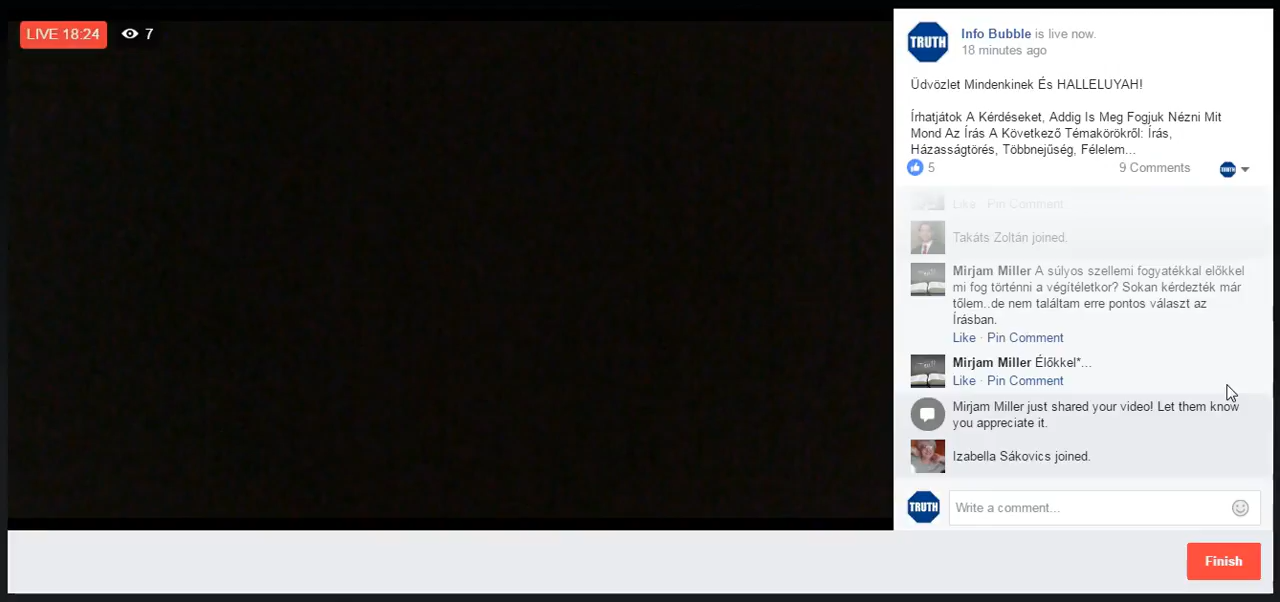 LIVE 18:24
7
TRUTH
Info Bubble is live now.
18 minutes ago
Üdvözlet Mindenkinek És HALLELUYAH!
Írhatjátok A Kérdéseket, Addig Is Meg Fogjuk Nézni Mit
Mond Az Írás A Következő Témakörökről: Írás,
Házasságtörés, Többnejűség, Félelem...
5
9 Comments
TRUTH
Like · Pin Comment
Takáts Zoltán joined.
Mirjam Miller A súlyos szellemi fogyatékkal előkkel
mi fog történni a végítéletkor? Sokan kérdezték már
tőlem..de nem találtam erre pontos választ az
Írásban.
Like · Pin Comment
Mirjam Miller Élőkkel*...
Like · Pin Comment
Mirjam Miller just shared your video! Let them know
you appreciate it.
Izabella Sákovics joined.
TRUTH
Write a comment...
Finish